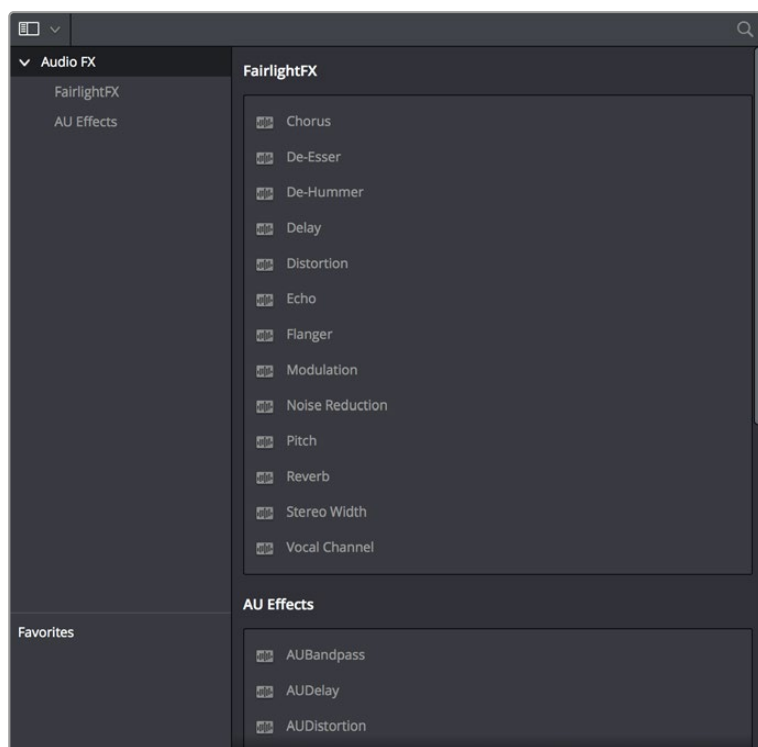 Audio FX
FairlightFX
AU Effects
Favorites
FairlightFX
Chorus
De-Esser
De-Hummer
Delay
Distortion
Echo
Flanger
Modulation
Noise Reduction
Pitch
Reverb
Stereo Width
Vocal Channel
AU Effects
AUBandpass
AUDelay
AUDistortion